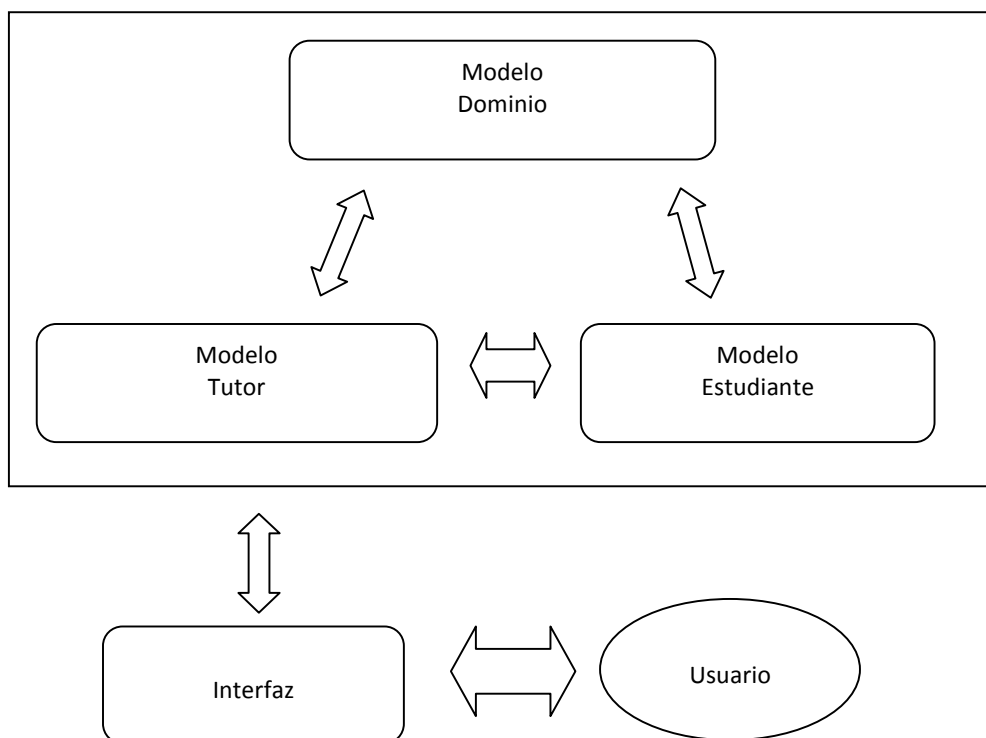 Modelo
Dominio
Modelo
Tutor
Modelo
Estudiante
Interfaz
Usuario